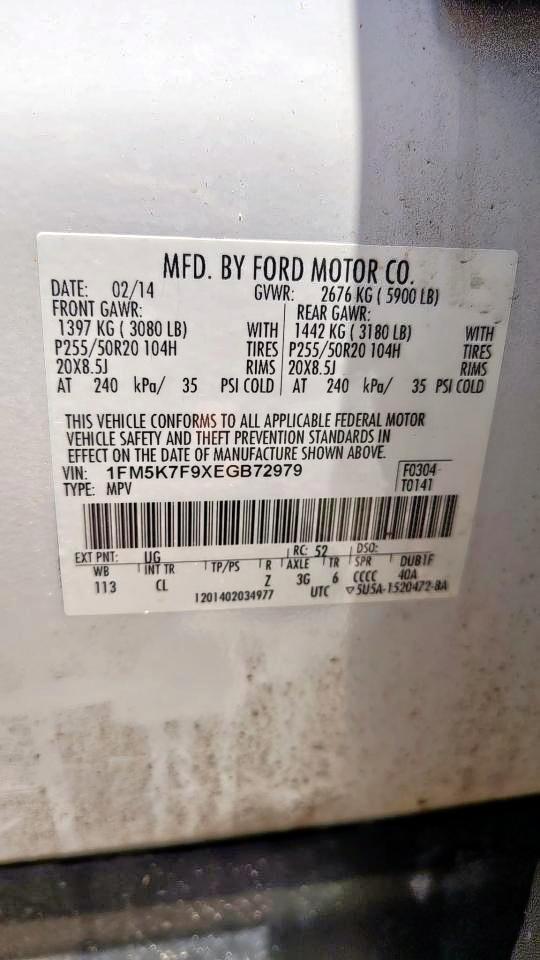 MFD. BY FORD MOTOR CO.
DATE: 02/14 GVWR: 2676 KG ( 5900 LB)
FRONT GAWR: REAR GAWR:
1397 KG ( 3080 LB) WITH 1442 KG ( 3180 LB) WITH
P255/50R20 104H TIRES P255/50R20 104H TIRES
20X8.5J RIMS 20X8.5J RIMS
AT 240 kPa/ 35 PSI COLD AT 240 kPa/ 35 PSI COLD
THIS VEHICLE CONFORMS TO ALL APPLICABLE FEDERAL MOTOR
VEHICLE SAFETY AND THEFT PREVENTION STANDARDS IN
EFFECT ON THE DATE OF MANUFACTURE SHOWN ABOVE.
VIN: 1FM5K7F9XEGB72979 F0304
TYPE: MPV T0141
EXT PNT: UG RC: 52 DSO:
WB INT TR TP/PS R AXLE TR SPR DUB1F
113 CL Z 3G 6 CCCC 40A
1201402034977 UTC ▽5U5A-1520472-BA